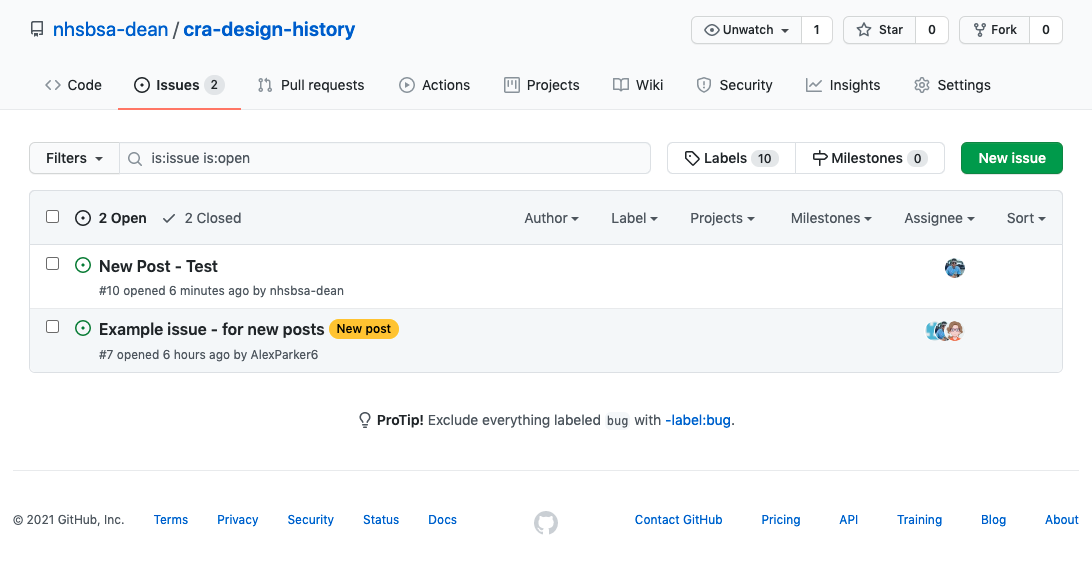 nhsbsa-dean / cra-design-history
Unwatch 1 Star 0 Fork 0
Code Issues 2 Pull requests Actions Projects Wiki Security Insights Settings
Filters is:issue is:open Labels 10 Milestones 0 New issue
2 Open 2 Closed Author Label Projects Milestones Assignee Sort
New Post - Test
#10 opened 6 minutes ago by nhsbsa-dean
Example issue - for new posts New post
#7 opened 6 hours ago by AlexParker6
ProTip! Exclude everything labeled bug with -label:bug.
© 2021 GitHub, Inc. Terms Privacy Security Status Docs Contact GitHub Pricing API Training Blog About